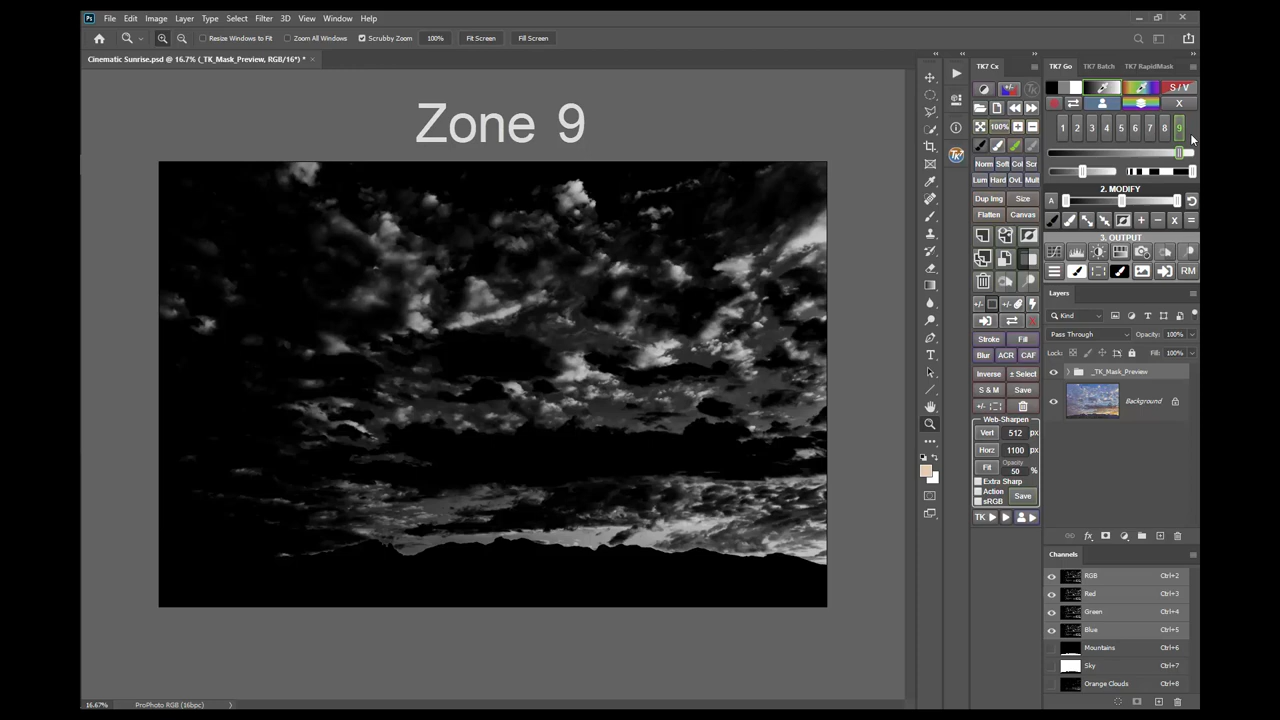 Ps File Edit Image Layer Type Select Filter 3D View Window Help
Resize Windows to Fit Zoom All Windows Scrubby Zoom 100% Fit Screen Fill Screen
Cinematic Sunrise.psd @ 16.7% (_TK_Mask_Preview, RGB/16*) * ×
Zone 9
TK7 Cx
100%
Norm Soft Col Scr
Lum Hard Ovl. Mult
Dup Img Size
Flatten Canvas
+/- +/-
Stroke Fill
Blur ACR CAF
Inverse ± Select
S & M Save
+/-
Web-Sharpen
Vert 512 px
Horz 1100 px
Opacity
Fit 50 %
Extra Sharp
Action
sRGB
Save
TK
TK7 Go TK7 Batch TK7 RapidMask
S / V
X
1 2 3 4 5 6 7 8 9
2. MODIFY
A
+ − X =
3. OUTPUT
RM
Layers
Kind
Pass Through Opacity: 100%
Lock: Fill: 100%
_TK_Mask_Preview
Background
fx
Channels
RGB Ctrl+2
Red Ctrl+3
Green Ctrl+4
Blue Ctrl+5
Mountains Ctrl+6
Sky Ctrl+7
Orange Clouds Ctrl+8
16.67% ProPhoto RGB (16bpc)